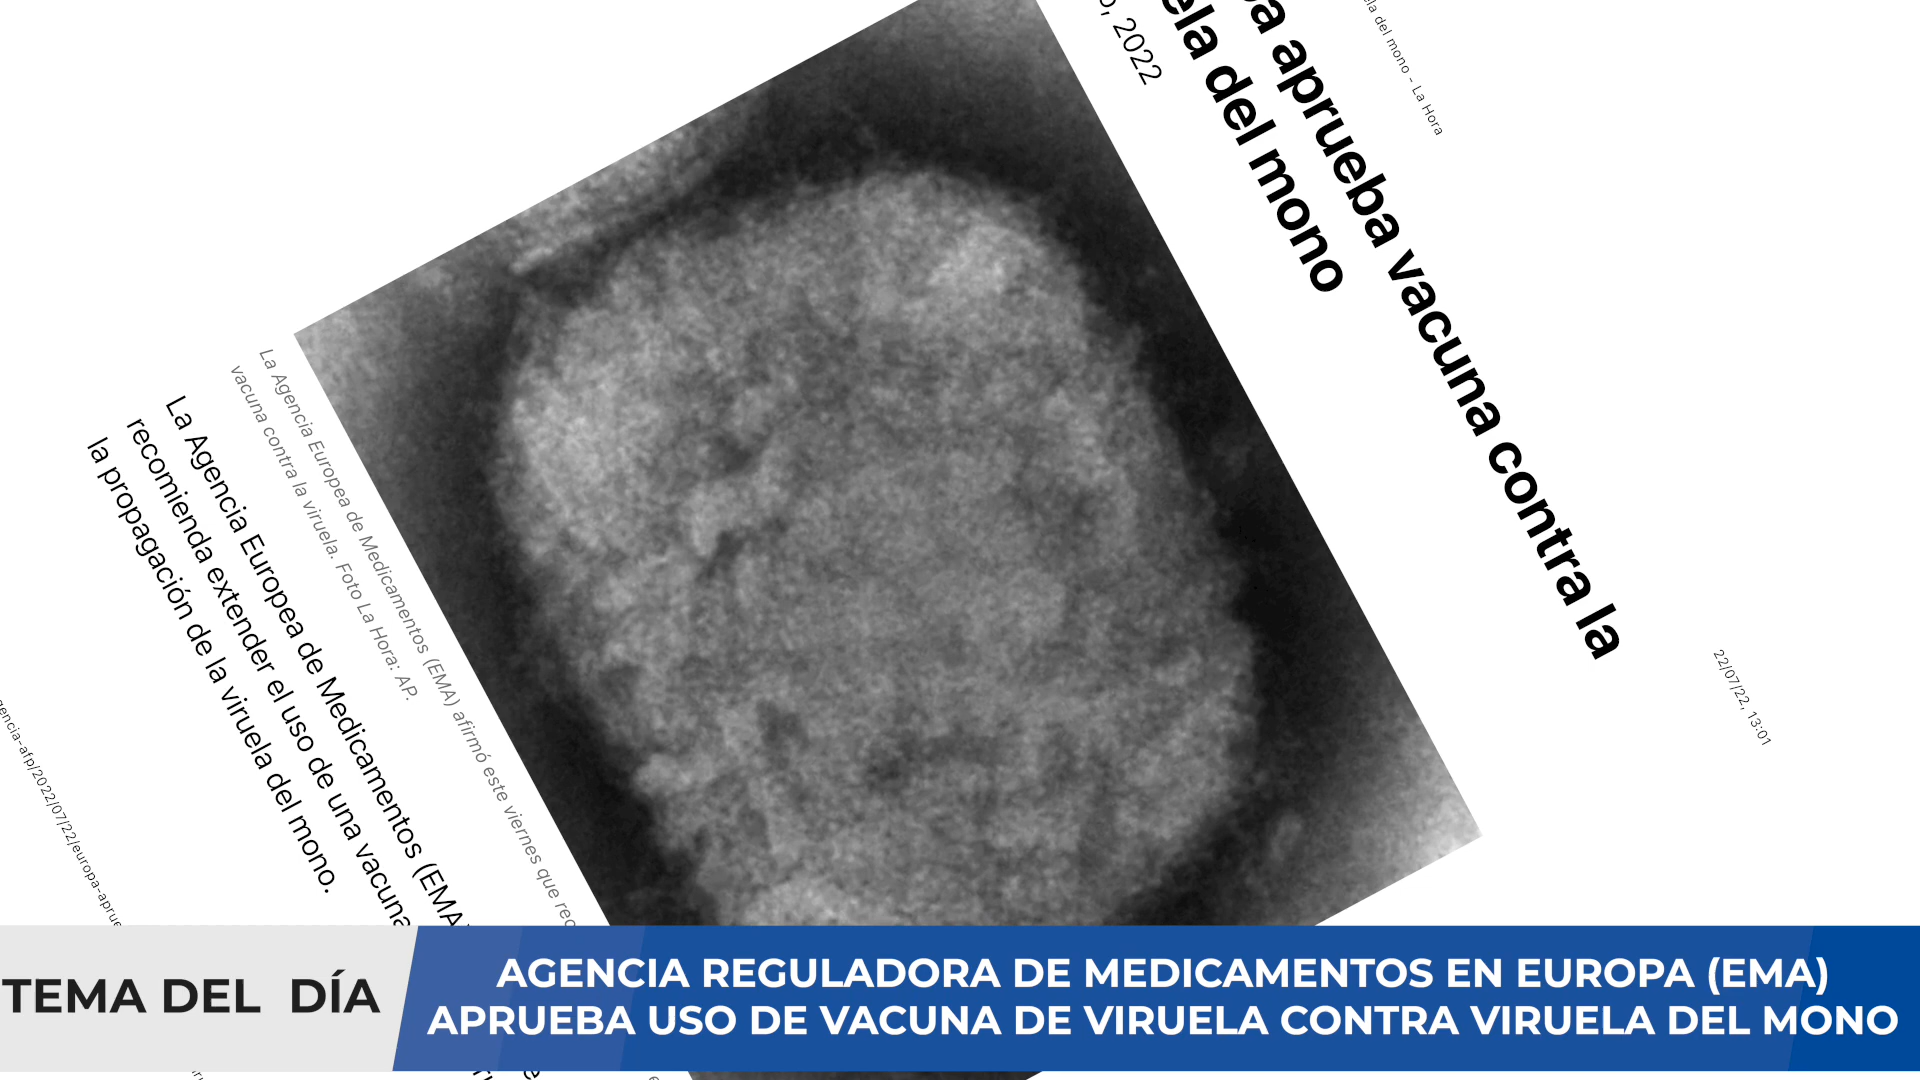 ela del mono - La Hora
22/07/22, 13:01
aprueba vacuna contra la
ela del mono
, 2022
La Agencia Europea de Medicamentos (EMA) afirmó este viernes que
vacuna contra la viruela. Foto La Hora: AP.
La Agencia Europea de Medicamentos (EMA
recomienda extender el uso de una vacuna
la propagación de la viruela del mono.
gencia-afp/2022/07/22/europa-aprue
TEMA DEL DÍA
AGENCIA REGULADORA DE MEDICAMENTOS EN EUROPA (EMA)
APRUEBA USO DE VACUNA DE VIRUELA CONTRA VIRUELA DEL MONO